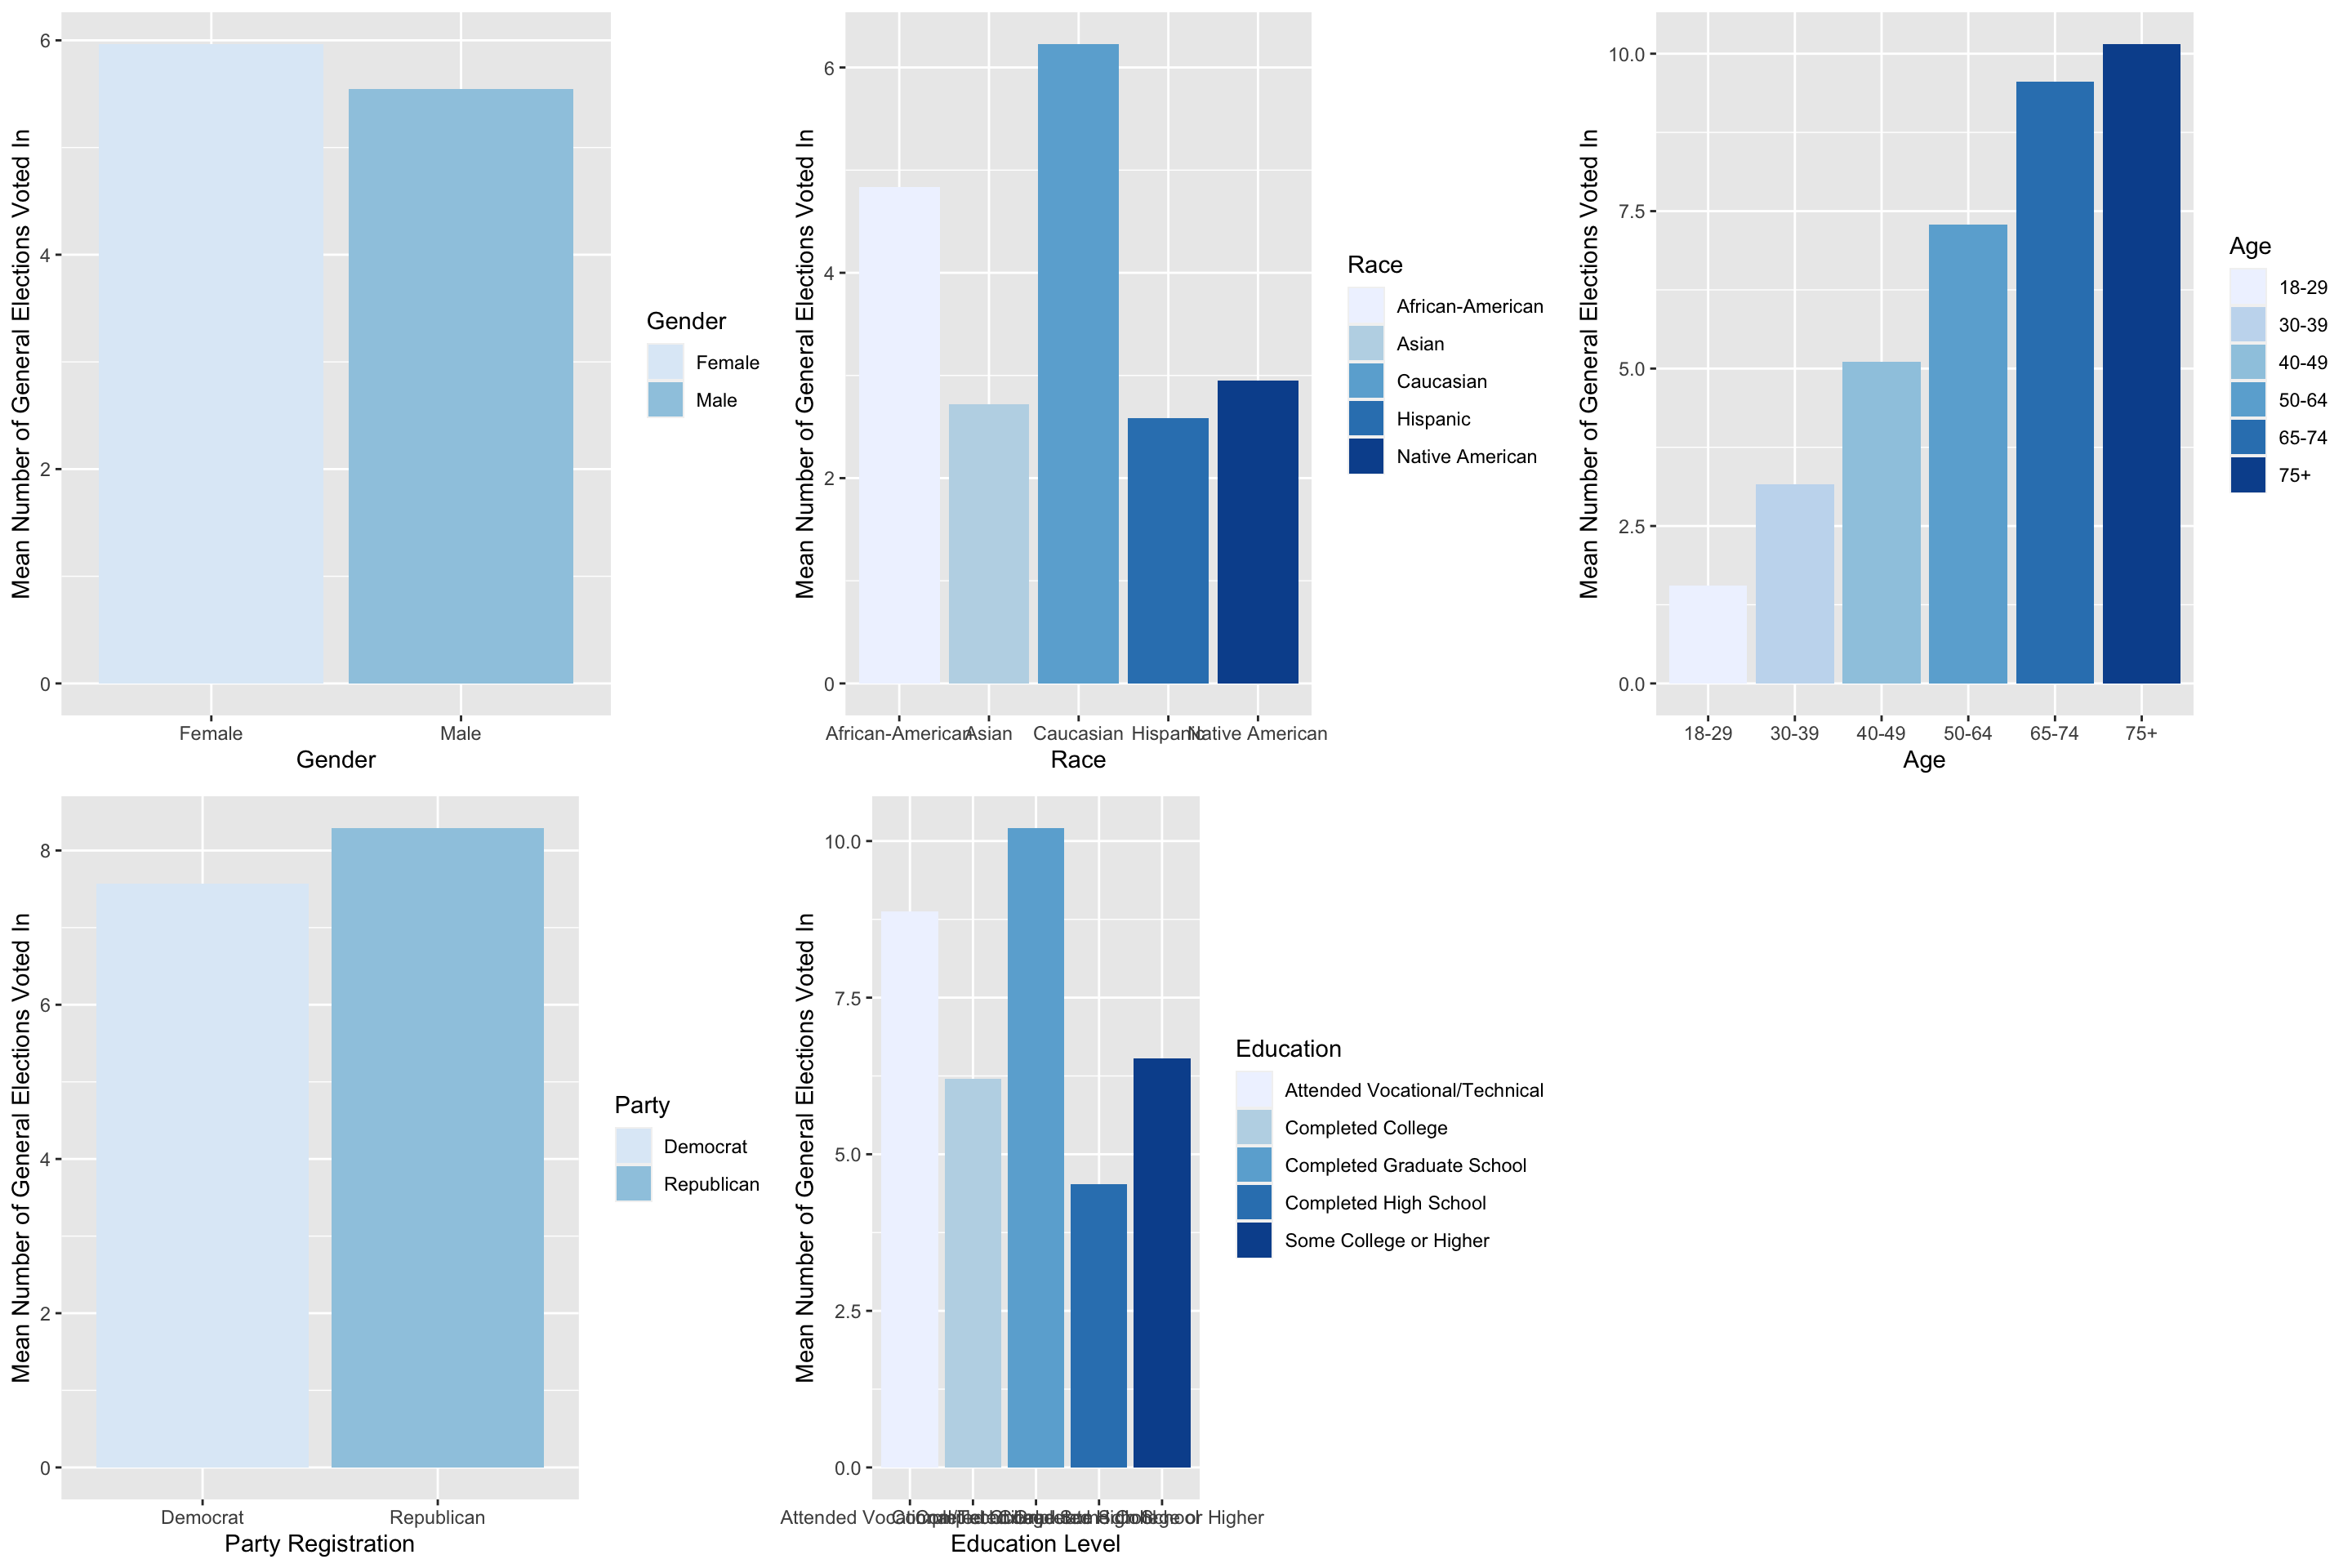 Mean Number of General Elections Voted In
6
4
2
0
Female
Male
Gender
Gender
Female
Male
Mean Number of General Elections Voted In
6
4
2
0
African-American
Asian
Caucasian
Hispanic
Native American
Race
Race
African-American
Asian
Caucasian
Hispanic
Native American
Mean Number of General Elections Voted In
10.0
7.5
5.0
2.5
0.0
18-29
30-39
40-49
50-64
65-74
75+
Age
Age
18-29
30-39
40-49
50-64
65-74
75+
Mean Number of General Elections Voted In
8
6
4
2
0
Democrat
Republican
Party Registration
Party
Democrat
Republican
Mean Number of General Elections Voted In
10.0
7.5
5.0
2.5
0.0
Attended
or Higher
Education Level
Education
Attended Vocational/Technical
Completed College
Completed Graduate School
Completed High School
Some College or Higher